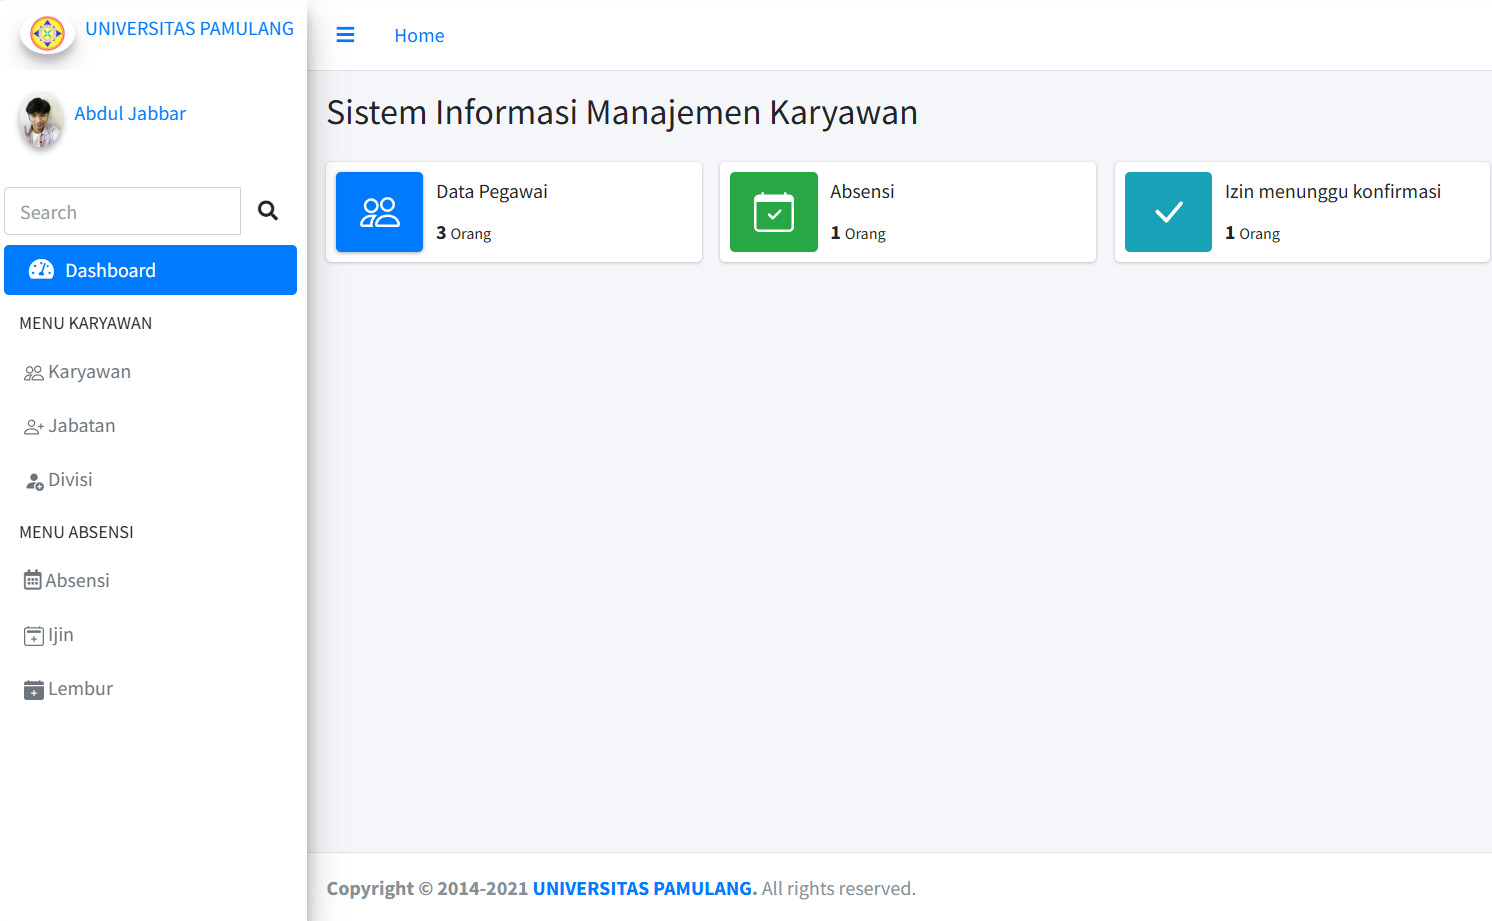 UNIVERSITAS PAMULANG
Abdul Jabbar
Search
Dashboard
MENU KARYAWAN
Karyawan
Jabatan
Divisi
MENU ABSENSI
Absensi
Ijin
Lembur
Home
Sistem Informasi Manajemen Karyawan
Data Pegawai
3 Orang
Absensi
1 Orang
Izin menunggu konfirmasi
1 Orang
Copyright © 2014-2021 UNIVERSITAS PAMULANG. All rights reserved.